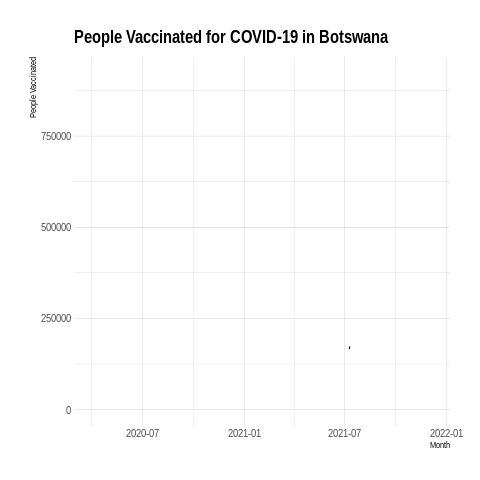 People Vaccinated for COVID-19 in Botswana
People Vaccinated
750000
500000
250000
0
2020-07
2021-01
2021-07
2022-01
Month